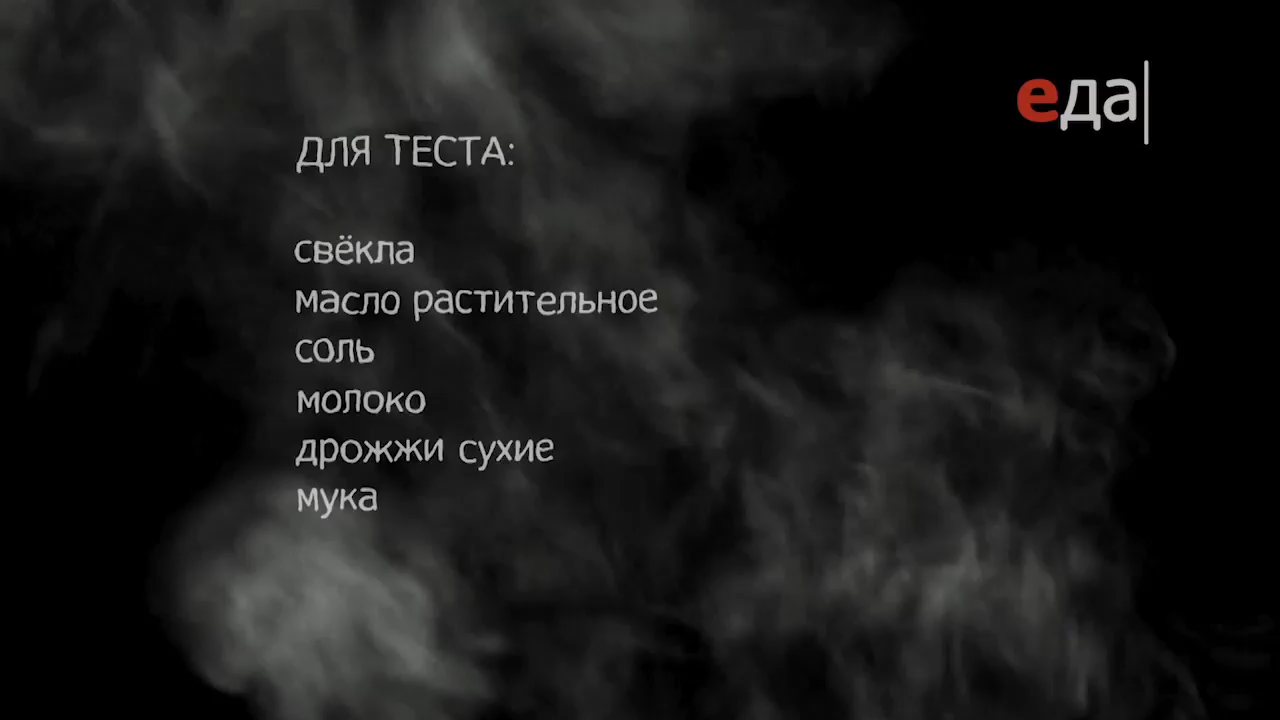 еда
ДЛЯ ТЕСТА:
свёкла
масло растительное
соль
молоко
дрожжи сухие
мука